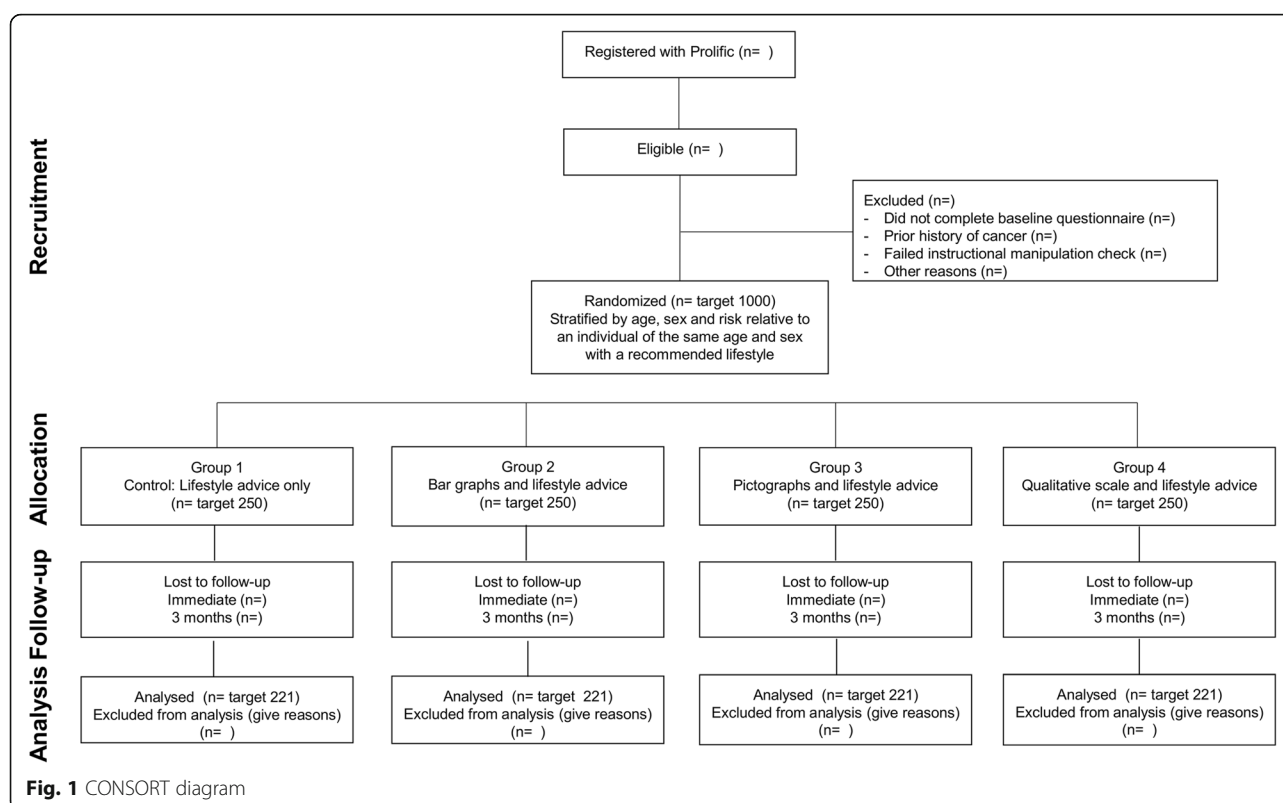 Recruitment
Registered with Prolific (n=  )
Eligible (n=  )
Excluded (n=)
- Did not complete baseline questionnaire (n=)
- Prior history of cancer (n=)
- Failed instructional manipulation check (n=)
- Other reasons (n=)
Randomized (n= target 1000)
Stratified by age, sex and risk relative to
an individual of the same age and sex
with a recommended lifestyle
Allocation
Group 1
Control: Lifestyle advice only
(n= target 250)
Group 2
Bar graphs and lifestyle advice
(n= target 250)
Group 3
Pictographs and lifestyle advice
(n= target 250)
Group 4
Qualitative scale and lifestyle advice
(n= target 250)
Analysis Follow-up
Lost to follow-up
Immediate (n=)
3 months (n=)
Lost to follow-up
Immediate (n=)
3 months (n=)
Lost to follow-up
Immediate (n=)
3 months (n=)
Lost to follow-up
Immediate (n=)
3 months (n=)
Analysed (n= target 221)
Excluded from analysis (give reasons)
(n=  )
Analysed (n= target 221)
Excluded from analysis (give reasons)
(n=  )
Analysed (n= target 221)
Excluded from analysis (give reasons)
(n=  )
Analysed (n= target 221)
Excluded from analysis (give reasons)
(n=  )
Fig. 1 CONSORT diagram